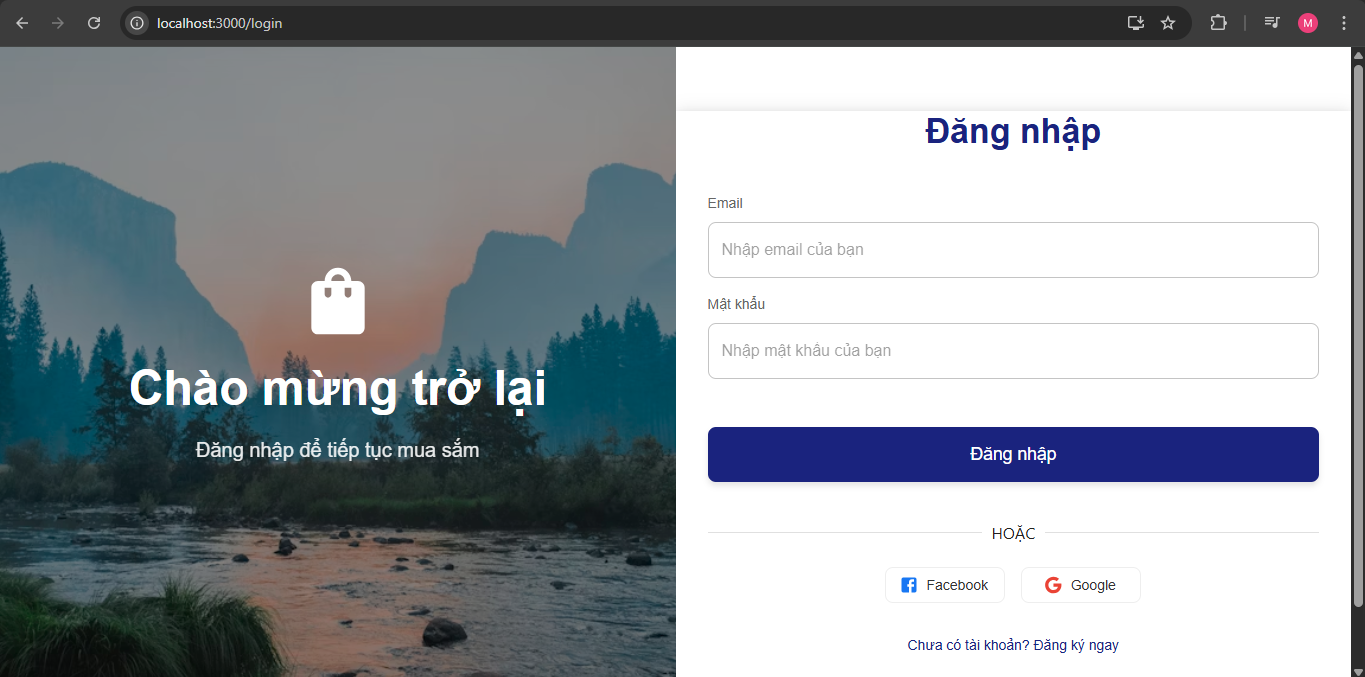 localhost:3000/login
M
Chào mừng trở lại
Đăng nhập để tiếp tục mua sắm
Đăng nhập
Email
Nhập email của bạn
Mật khẩu
Nhập mật khẩu của bạn
Đăng nhập
HOẶC
Facebook
Google
Chưa có tài khoản? Đăng ký ngay